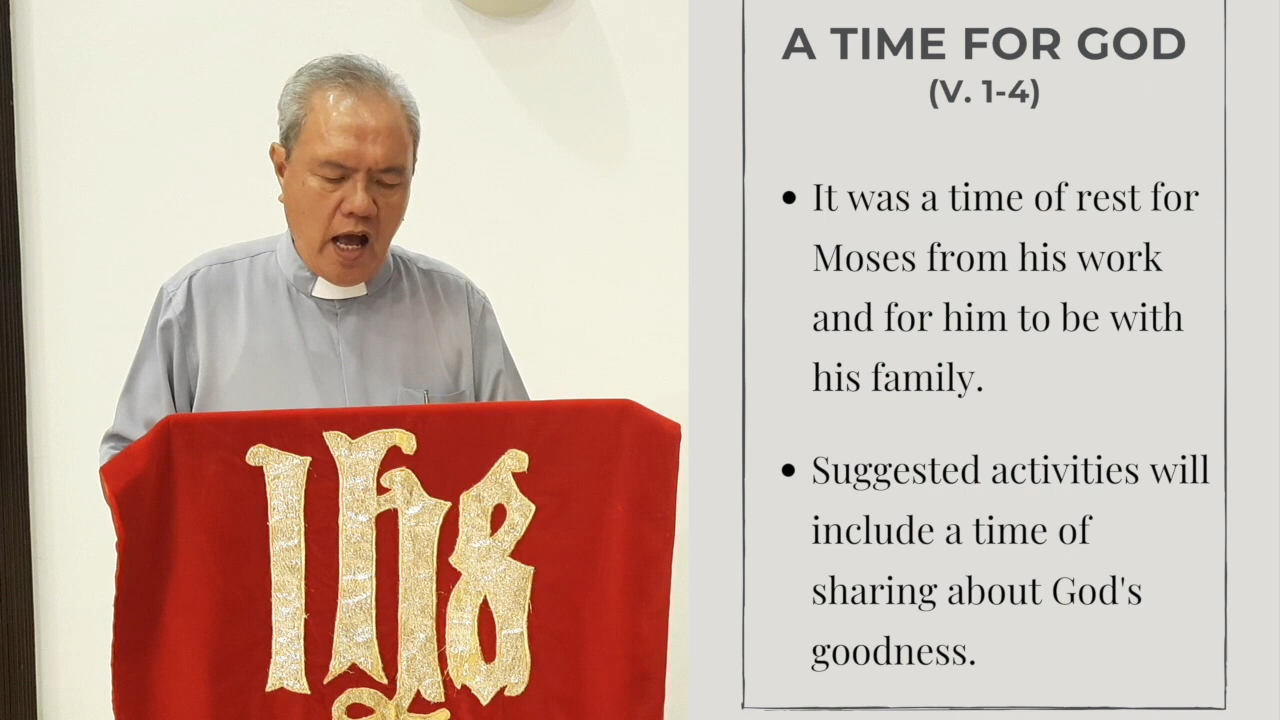 IHS
A TIME FOR GOD
(V. 1-4)
• It was a time of rest for
Moses from his work
and for him to be with
his family.
• Suggested activities will
include a time of
sharing about God's
goodness.